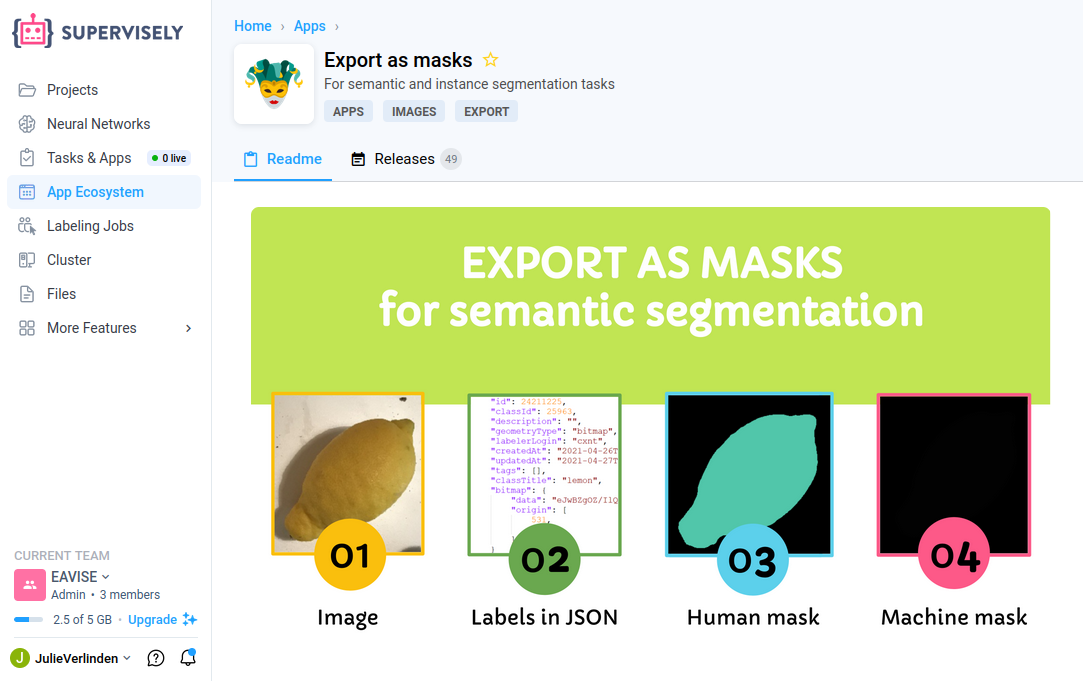 SUPERVISELY
Projects
Neural Networks
Tasks & Apps
0 live
App Ecosystem
Labeling Jobs
Cluster
Files
More Features
CURRENT TEAM
EAVISE
Admin • 3 members
2.5 of 5 GB • Upgrade
J
JulieVerlinden
Home › Apps ›
Export as masks
For semantic and instance segmentation tasks
APPS IMAGES EXPORT
Readme
Releases 49
EXPORT AS MASKS
for semantic segmentation
"id": 24211225,
"classId": 25963,
"description": "",
"geometryType": "bitmap",
"labelerLogin": "cxnt",
"createdAt": "2021-04-26T
"updatedAt": "2021-04-27T
"tags": [],
"classTitle": "lemon",
"bitmap": {
"data": "eJwBZgOZ/I1Q
"origin": [
531,
}
01
Image
02
Labels in JSON
03
Human mask
04
Machine mask